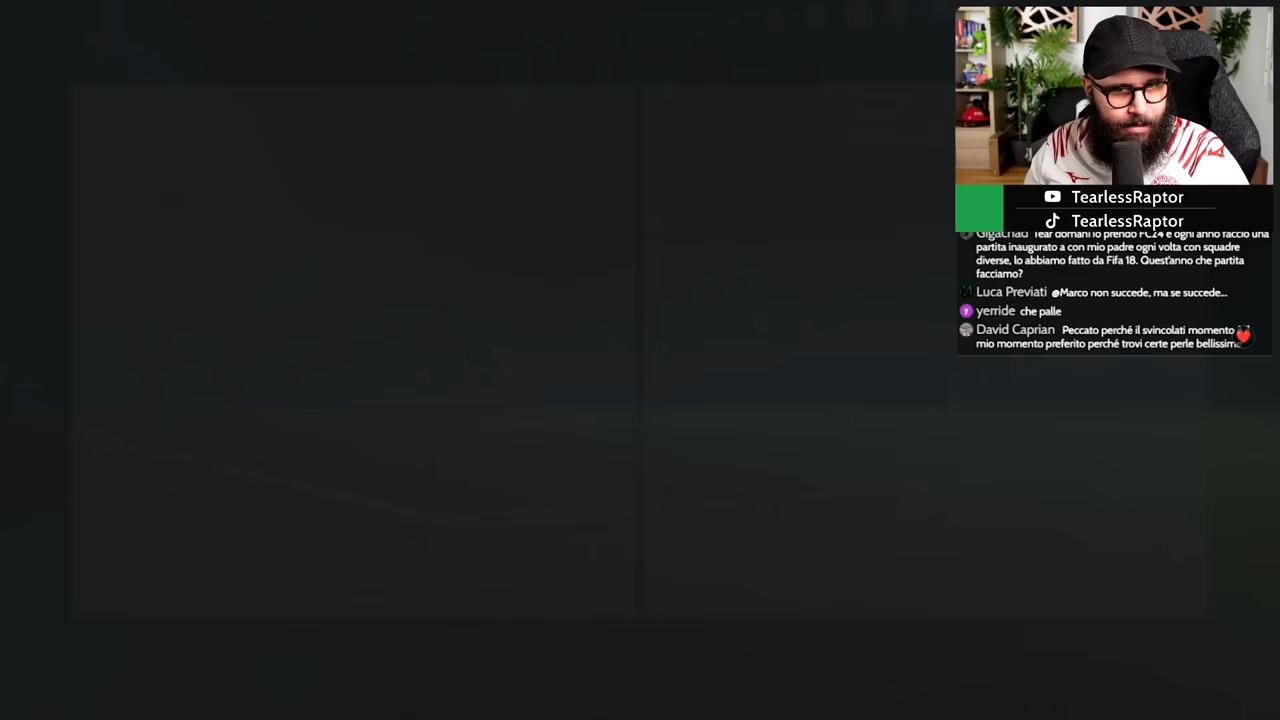 TearlessRaptor
TearlessRaptor
Gigachad Tear domani io prendo FC24 e ogni anno faccio una
partita inaugurato a con mio padre ogni volta con squadre
diverse, lo abbiamo fatto da Fifa 18. Quest'anno che partita
facciamo?
Luca Previati @Marco non succede, ma se succede...
yerride che palle
David Caprian Peccato perché il svincolati momento
mio momento preferito perché trovi certe perle